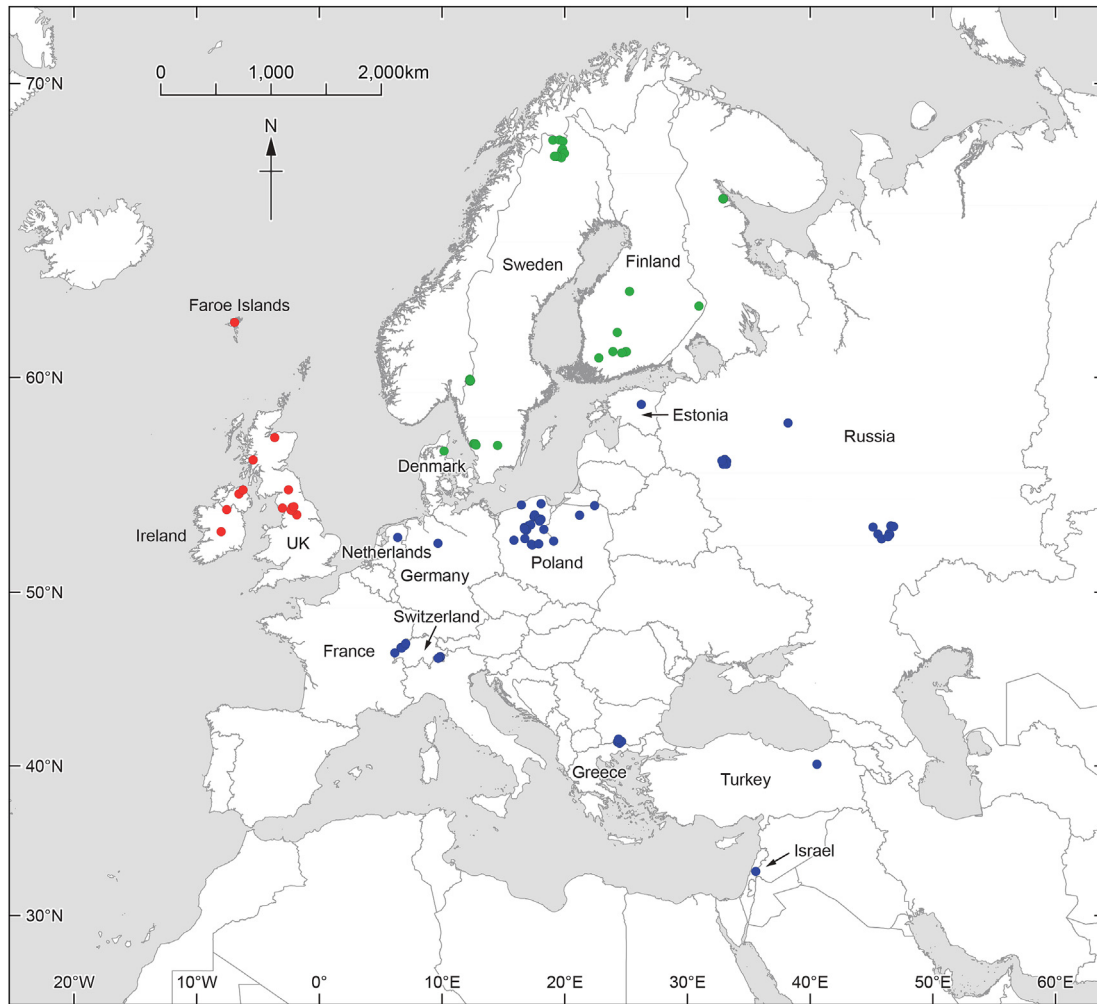 0 1,000 2,000km
70°N
N
Sweden Finland
Faroe Islands
60°N
Estonia
Russia
Denmark
Ireland
UK
Netherlands
Poland
Germany
50°N
Switzerland
France
40°N
Greece
Turkey
Israel
30°N
20°W 10°W 0° 10°E 20°E 30°E 40°E 50°E 60°E